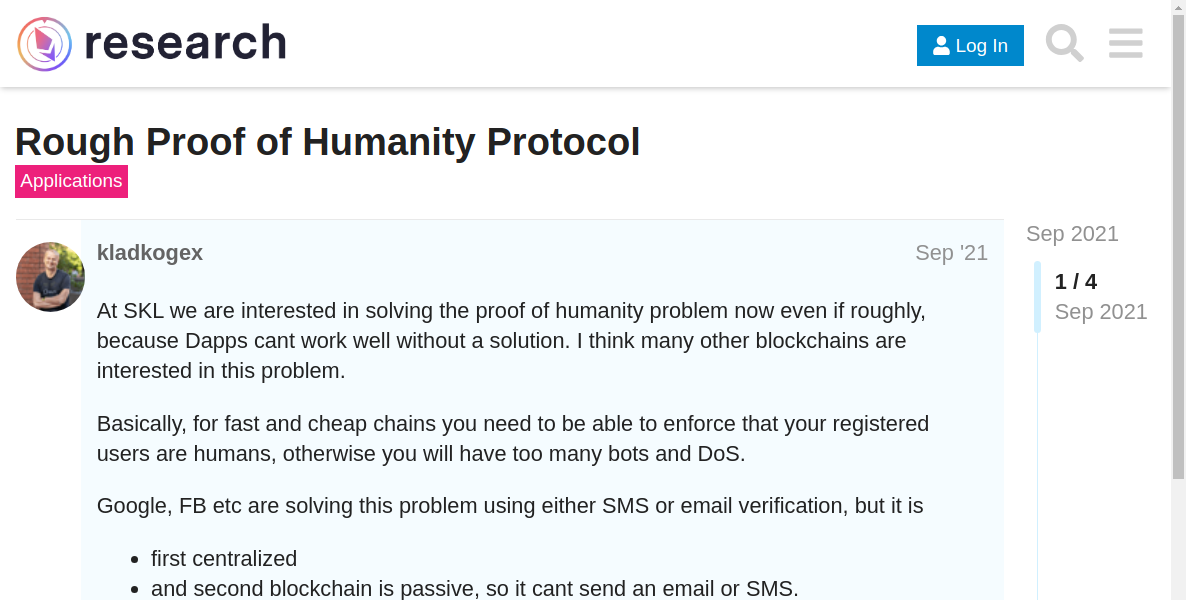 research
Log In
Rough Proof of Humanity Protocol
Applications
kladkogex
Sep '21
Sep 2021
1 / 4
Sep 2021
At SKL we are interested in solving the proof of humanity problem now even if roughly,
because Dapps cant work well without a solution. I think many other blockchains are
interested in this problem.
Basically, for fast and cheap chains you need to be able to enforce that your registered
users are humans, otherwise you will have too many bots and DoS.
Google, FB etc are solving this problem using either SMS or email verification, but it is
• first centralized
• and second blockchain is passive, so it cant send an email or SMS.